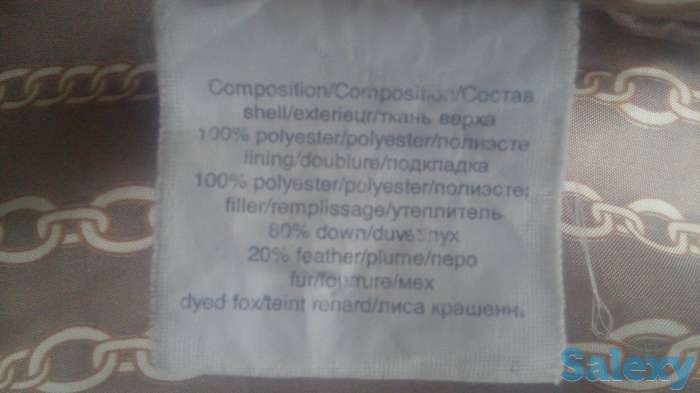 Composition/Composition/Состав
shell/exterieur/ткань верха
100% polyester/polyester/полиэсте
lining/doublure/подкладка
100% polyester/polyester/полиэсте
filler/remplissage/утеплитель
80% down/duvet/пух
20% feather/plume/перо
fur/fourrure/мех
dyed fox/teint renard/лиса крашенн
Salexy